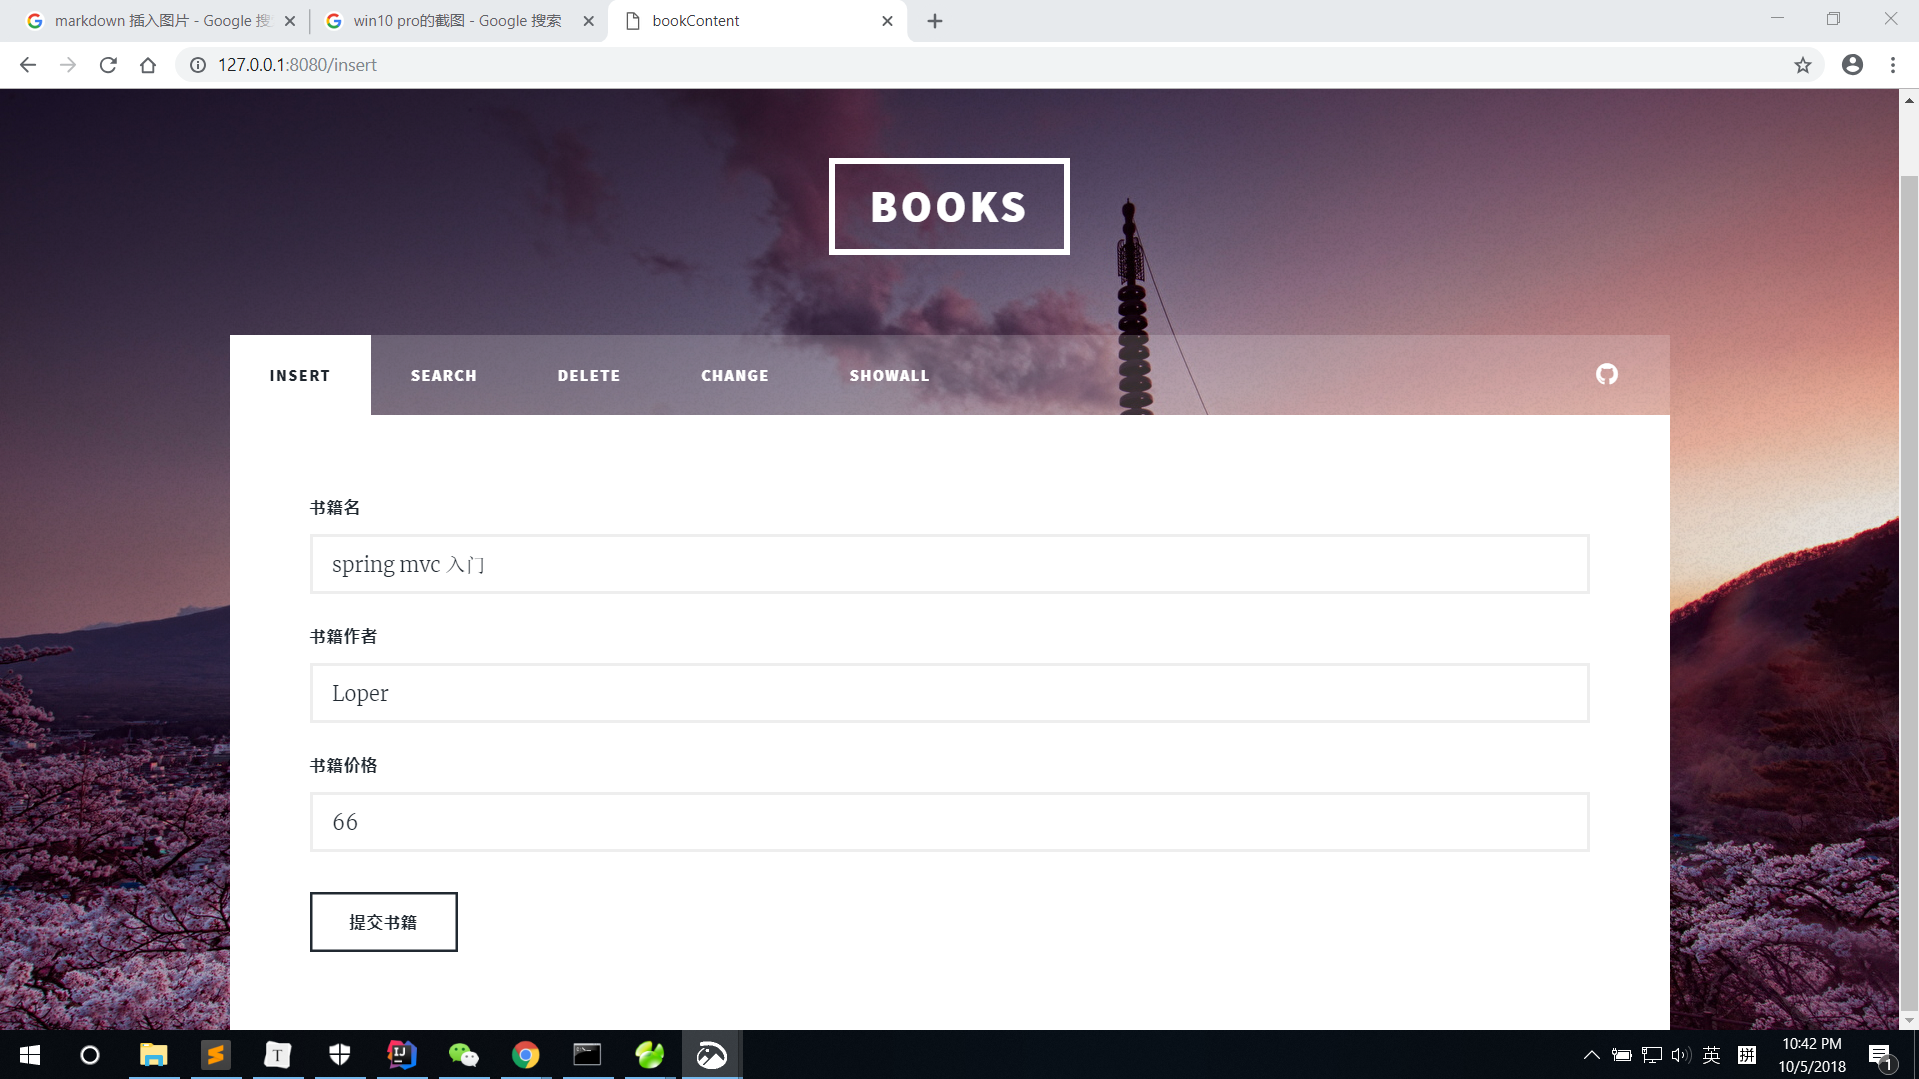 markdown 插入图片 - Google 搜
win10 pro的截图 - Google 搜索
bookContent
127.0.0.1:8080/insert
BOOKS
INSERT SEARCH DELETE CHANGE SHOWALL
书籍名
spring mvc 入门
书籍作者
Loper
书籍价格
66
提交书籍
T IJ 英 拼
10:42 PM
10/5/2018
1